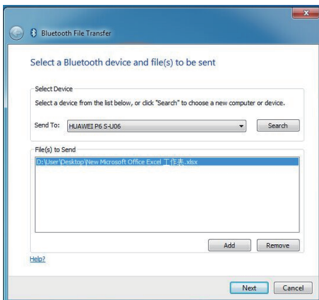 Bluetooth File Transfer
Select a Bluetooth device and file(s) to be sent
Select Device
Select a device from the list below, or click "Search" to choose a new computer or device.
Send To: HUAWEI P6 S-U06 Search
File(s) to Send
D:\User\Desktop\New Microsoft Office Excel 工作表.xlsx
Add Remove
Help?
Next Cancel